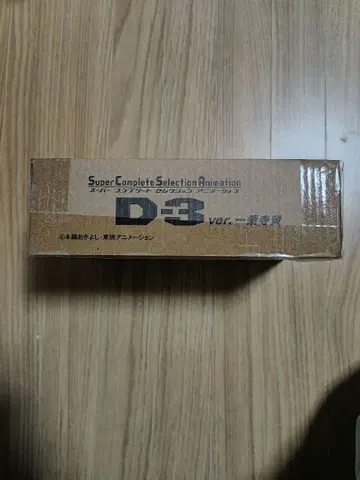 Super Complete Selection Animation
スーパー コンプリート セレクション アニメーション
D-3 ver.一乗寺賢
©本郷あきよし・東映アニメーション